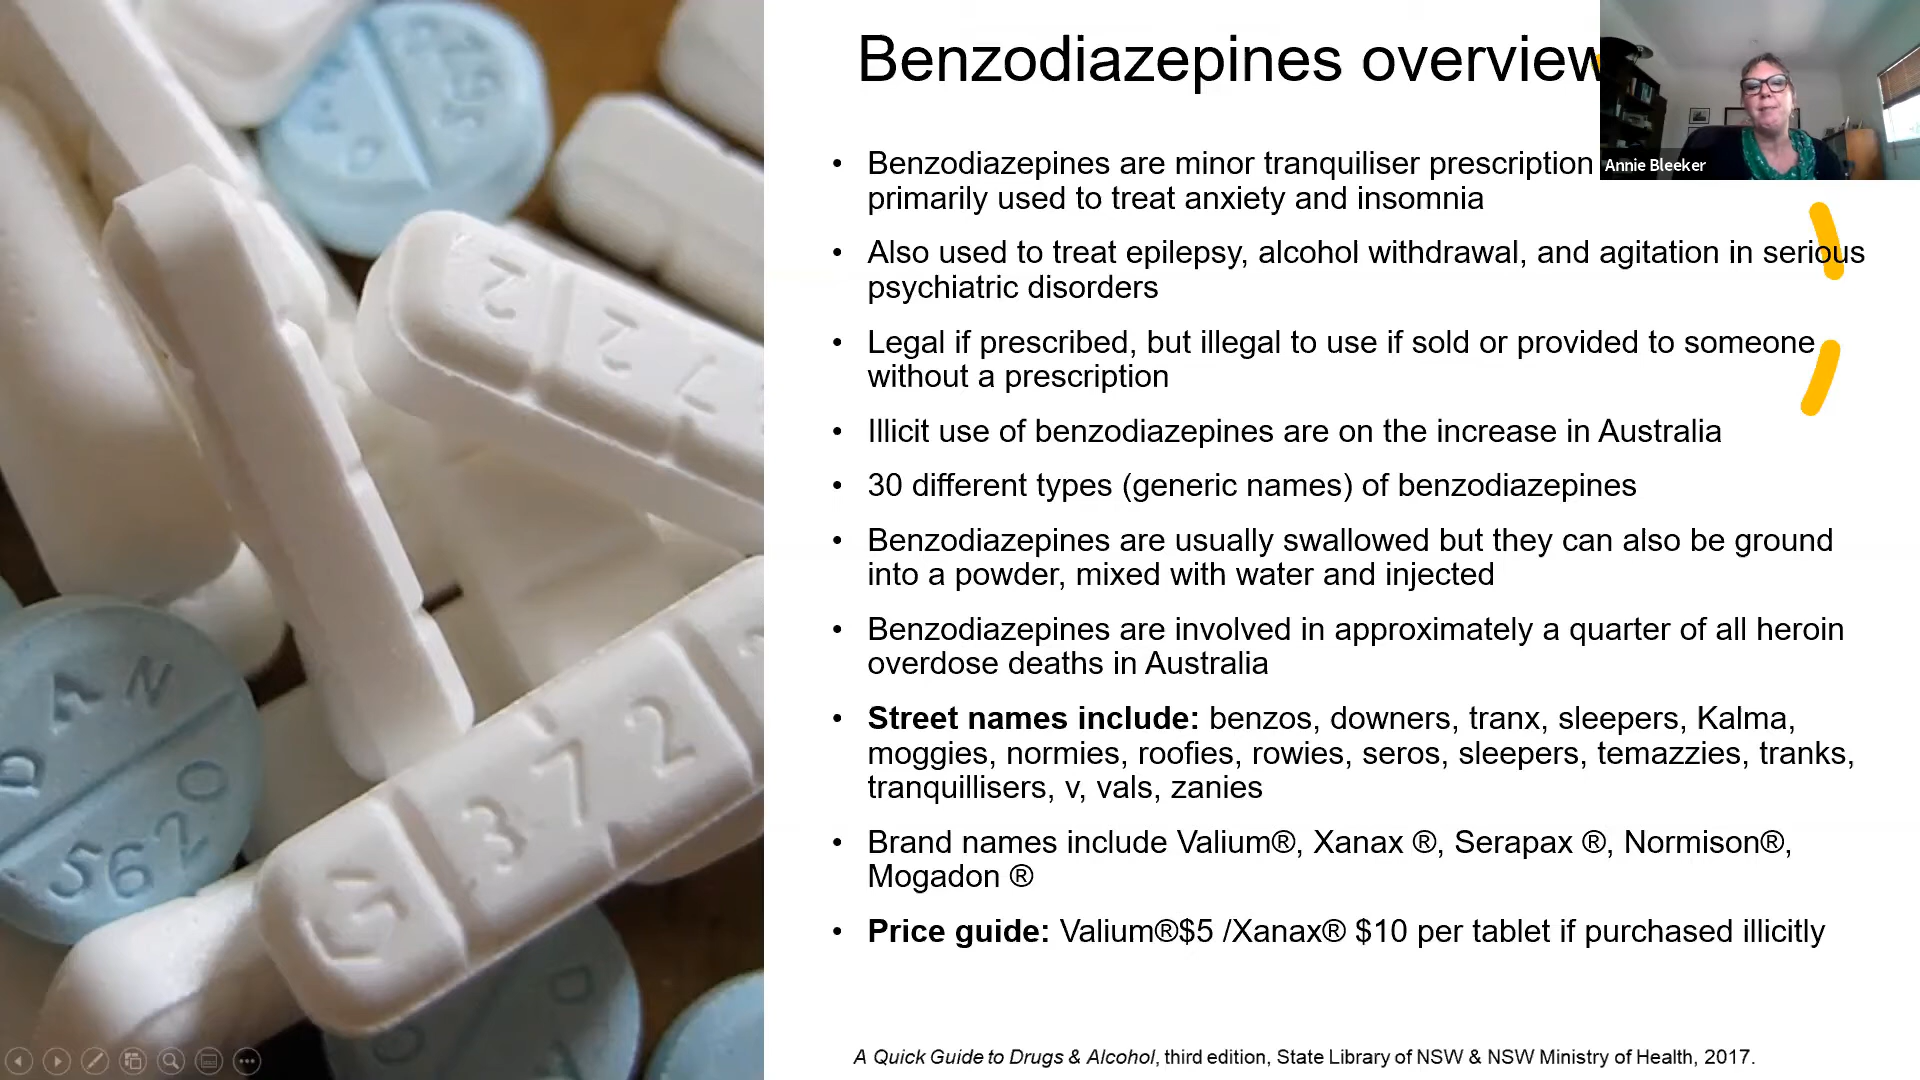 Benzodiazepines overview
Annie Bleeker
• Benzodiazepines are minor tranquiliser prescription
primarily used to treat anxiety and insomnia
• Also used to treat epilepsy, alcohol withdrawal, and agitation in serious
psychiatric disorders
• Legal if prescribed, but illegal to use if sold or provided to someone
without a prescription
• Illicit use of benzodiazepines are on the increase in Australia
• 30 different types (generic names) of benzodiazepines
• Benzodiazepines are usually swallowed but they can also be ground
into a powder, mixed with water and injected
• Benzodiazepines are involved in approximately a quarter of all heroin
overdose deaths in Australia
• Street names include: benzos, downers, tranx, sleepers, Kalma,
moggies, normies, roofies, rowies, seros, sleepers, temazzies, tranks,
tranquillisers, v, vals, zanies
• Brand names include Valium®, Xanax ®, Serapax ®, Normison®,
Mogadon ®
• Price guide: Valium®$5 /Xanax® $10 per tablet if purchased illicitly
A Quick Guide to Drugs & Alcohol, third edition, State Library of NSW & NSW Ministry of Health, 2017.
DAN
5620
G 372